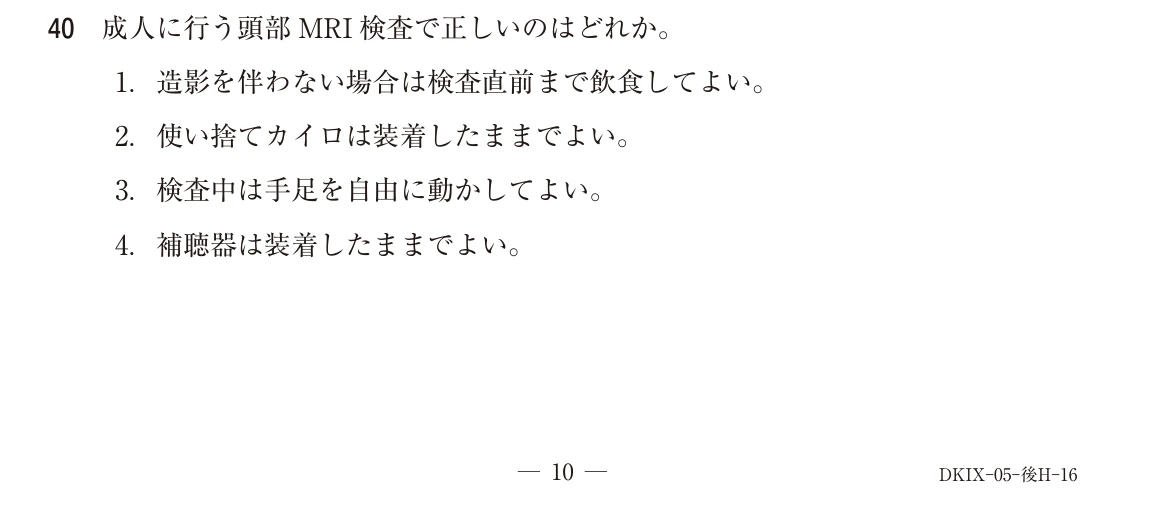 40 成人に行う頭部 MRI 検査で正しいのはどれか。
1. 造影を伴わない場合は検査直前まで飲食してよい。
2. 使い捨てカイロは装着したままでよい。
3. 検査中は手足を自由に動かしてよい。
4. 補聴器は装着したままでよい。
— 10 —
DKIX-05-後H-16